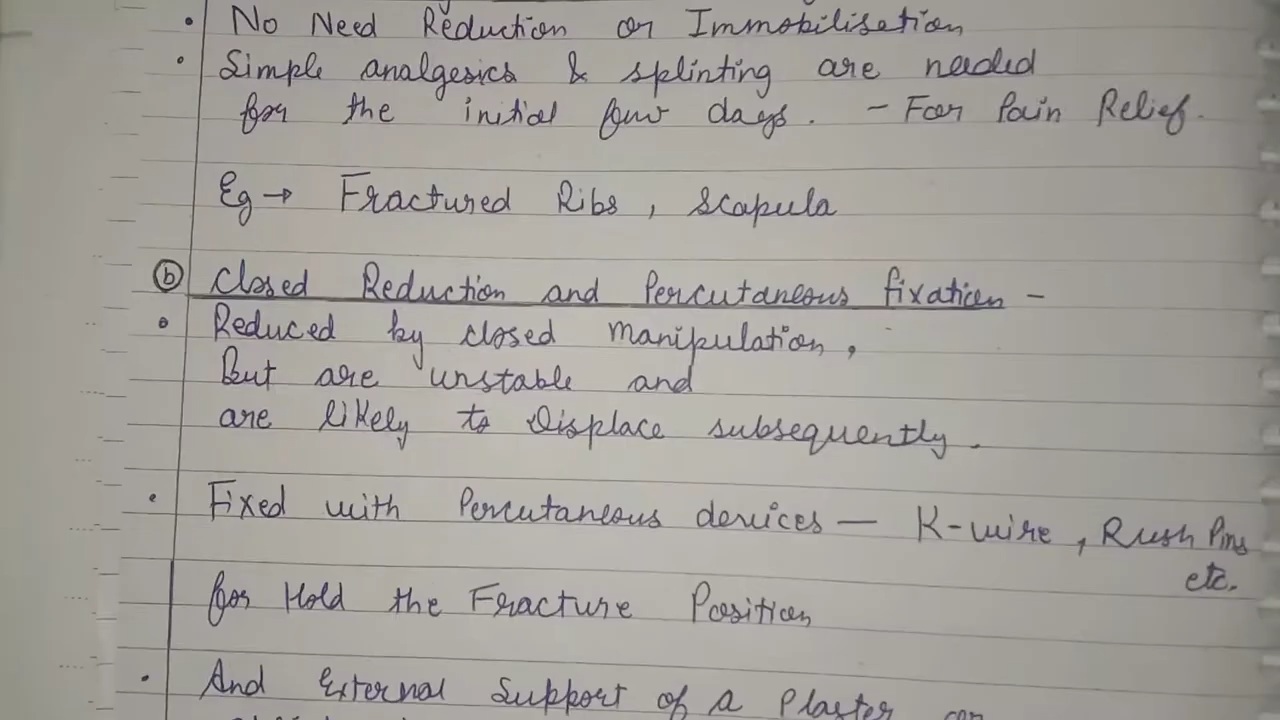 • No Need Reduction or Immobilisation
• Simple analgesics & splinting are needed
for the initial few days. – For Pain Relief.
Eg → Fractured Ribs, Scapula
(b) Closed Reduction and Percutaneous fixation –
• Reduced by closed manipulation,
But are unstable and
are likely to Displace subsequently.
• Fixed with Percutaneous devices — K-wire, Rush Pins
etc.
for Hold the Fracture Position
• And External Support of a Plaster